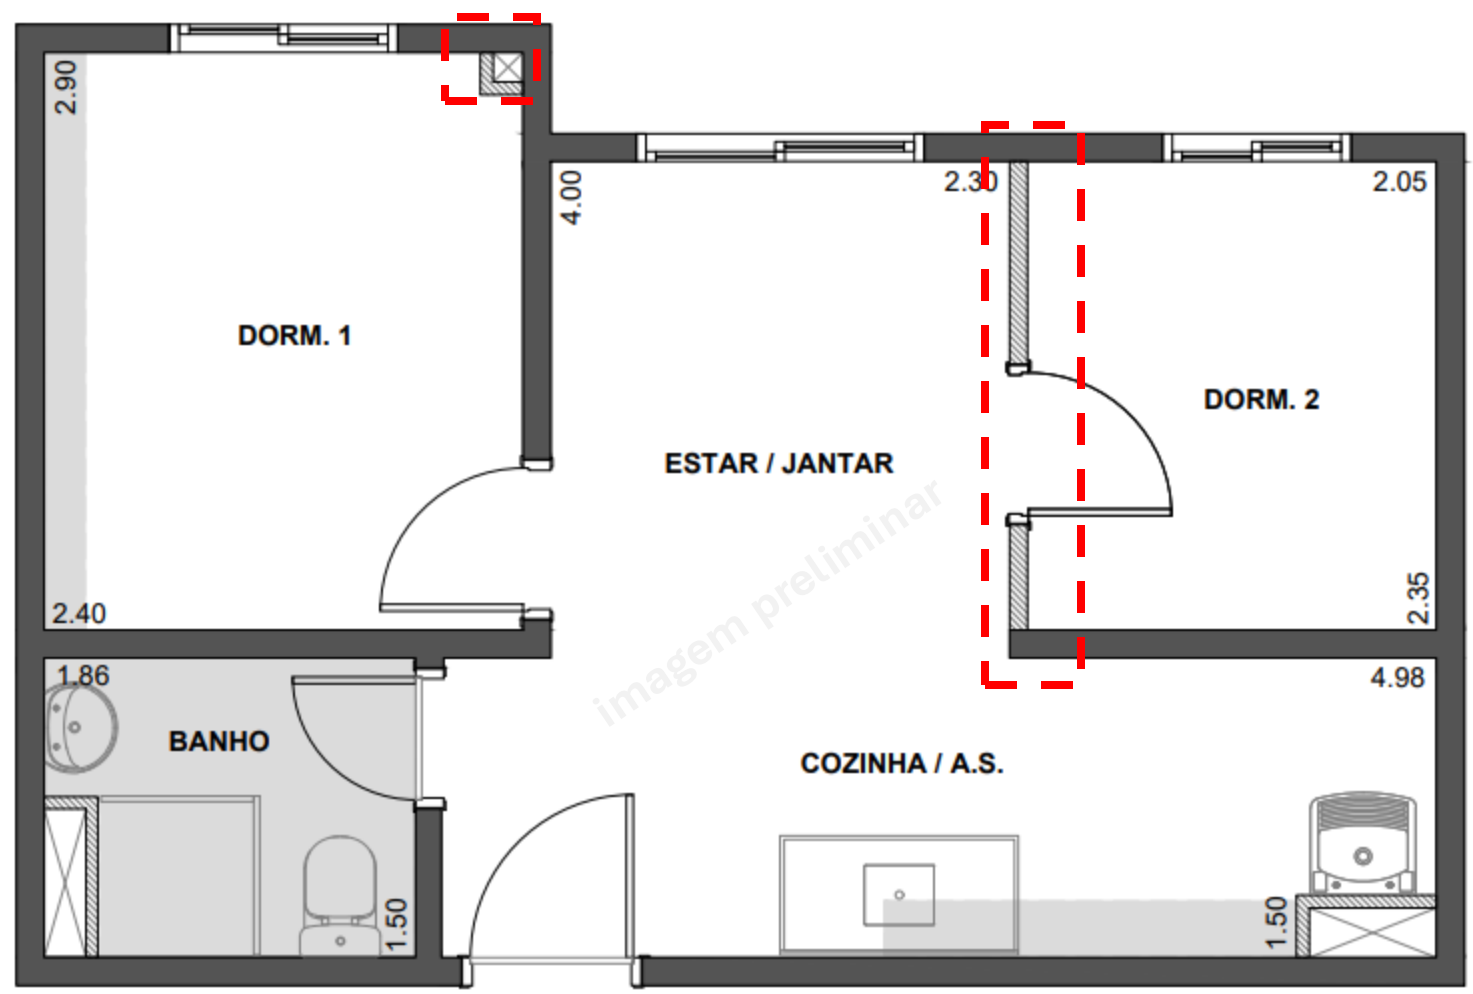 2.90
4.00
2.30
2.05
DORM. 1
DORM. 2
ESTAR / JANTAR
imagem preliminar
2.40
2.35
1.86
4.98
BANHO
COZINHA / A.S.
1.50
1.50